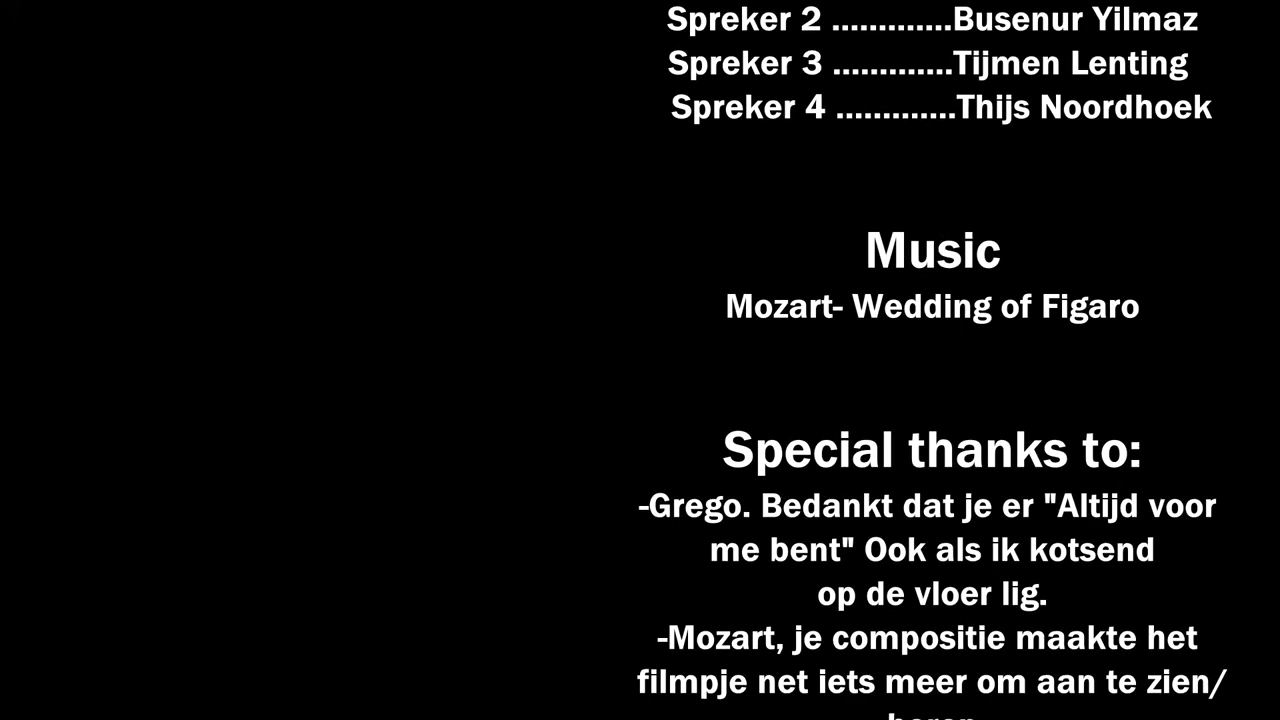 Spreker 2 .............Busenur Yilmaz
Spreker 3 .............Tijmen Lenting
Spreker 4 .............Thijs Noordhoek
Music
Mozart- Wedding of Figaro
Special thanks to:
-Grego. Bedankt dat je er "Altijd voor
me bent" Ook als ik kotsend
op de vloer lig.
-Mozart, je compositie maakte het
filmpje net iets meer om aan te zien/